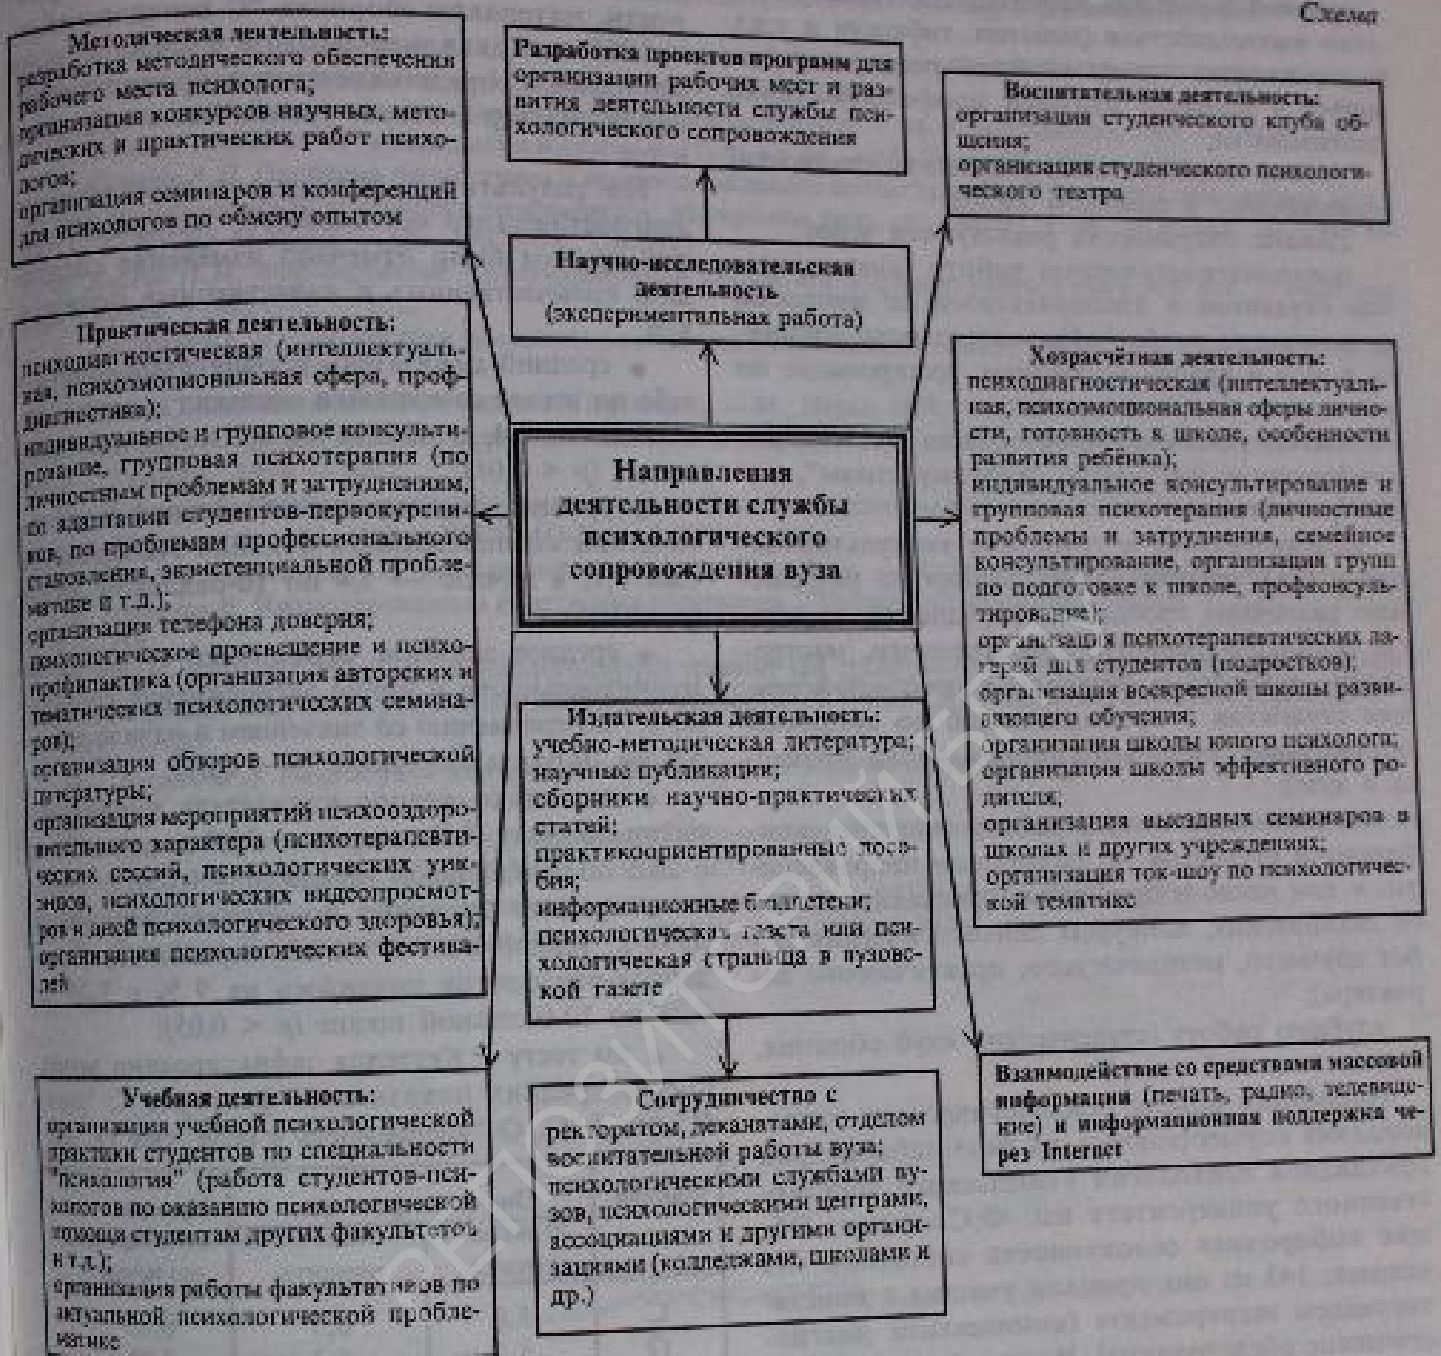 Схема
Методическая деятельность:
разработка методического обеспечения
рабочего места психолога;
организация конкурсов научных, мето-
дических и практических работ психо-
логов;
организация семинаров и конференций
для психологов по обмену опытом
Разработка проектов программ для
организации рабочих мест и раз-
вития деятельности службы пси-
хологического сопровождения
Воспитательная деятельность:
организация студенческого клуба об-
щения;
организация студенческого психологи-
ческого театра
Научно-исследовательская
деятельность
(экспериментальная работа)
Практическая деятельность:
психодиагностическая (интеллектуаль-
ная, психоэмоциональная сфера, проф-
диагностика);
индивидуальное и групповое консульти-
рование, групповая психотерапия (по
личностным проблемам и затруднениям,
по адаптации студентов-первокурсни-
ков, по проблемам профессионального
становления, экзистенциальной пробле-
матике и т.д.);
организация телефона доверия;
психологическое просвещение и психо-
профилактика (организация авторских и
тематических психологических семина-
ров);
организация обзоров психологической
литературы;
организация мероприятий психооздоро-
вительного характера (психотерапевти-
ческих сессий, психологических уик-
эндов, психологических видеопросмот-
ров и дней психологического здоровья);
организация психологических фестива-
лей
Направления
деятельности службы
психологического
сопровождения вуза
Хозрасчётная деятельность:
психодиагностическая (интеллектуаль-
ная, психоэмоциональная сферы лично-
сти, готовность к школе, особенности
развития ребёнка);
индивидуальное консультирование и
групповая психотерапия (личностные
проблемы и затруднения, семейное
консультирование, организация групп
по подготовке к школе, профконсуль-
тирование);
организация психотерапевтических ла-
герей для студентов (подростков);
организация воскресной школы разви-
вающего обучения;
организация школы юного психолога;
организация школы эффективного ро-
дителя;
организация выездных семинаров в
школах и других учреждениях;
организация ток-шоу по психологичес-
кой тематике
Издательская деятельность:
учебно-методическая литература;
научные публикации;
сборники научно-практических
статей;
практикоориентированные посо-
бия;
информационные бюллетени;
психологическая газета или пси-
хологическая страница в вузовс-
кой газете
Учебная деятельность:
организация учебной психологической
практики студентов по специальности
"психология" (работа студентов-пси-
хологов по оказанию психологической
помощи студентам других факультетов
и т.д.);
организация работы факультативов по
актуальной психологической пробле-
матике
Сотрудничество с
ректоратом, деканатами, отделом
воспитательной работы вуза;
психологическими службами ву-
зов, психологическими центрами,
ассоциациями и другими органи-
зациями (колледжами, школами и
др.)
Взаимодействие со средствами массовой
информации (печать, радио, телевиде-
ние) и информационная поддержка че-
рез Internet
РЕПОЗИТОРИЙ БГПУ